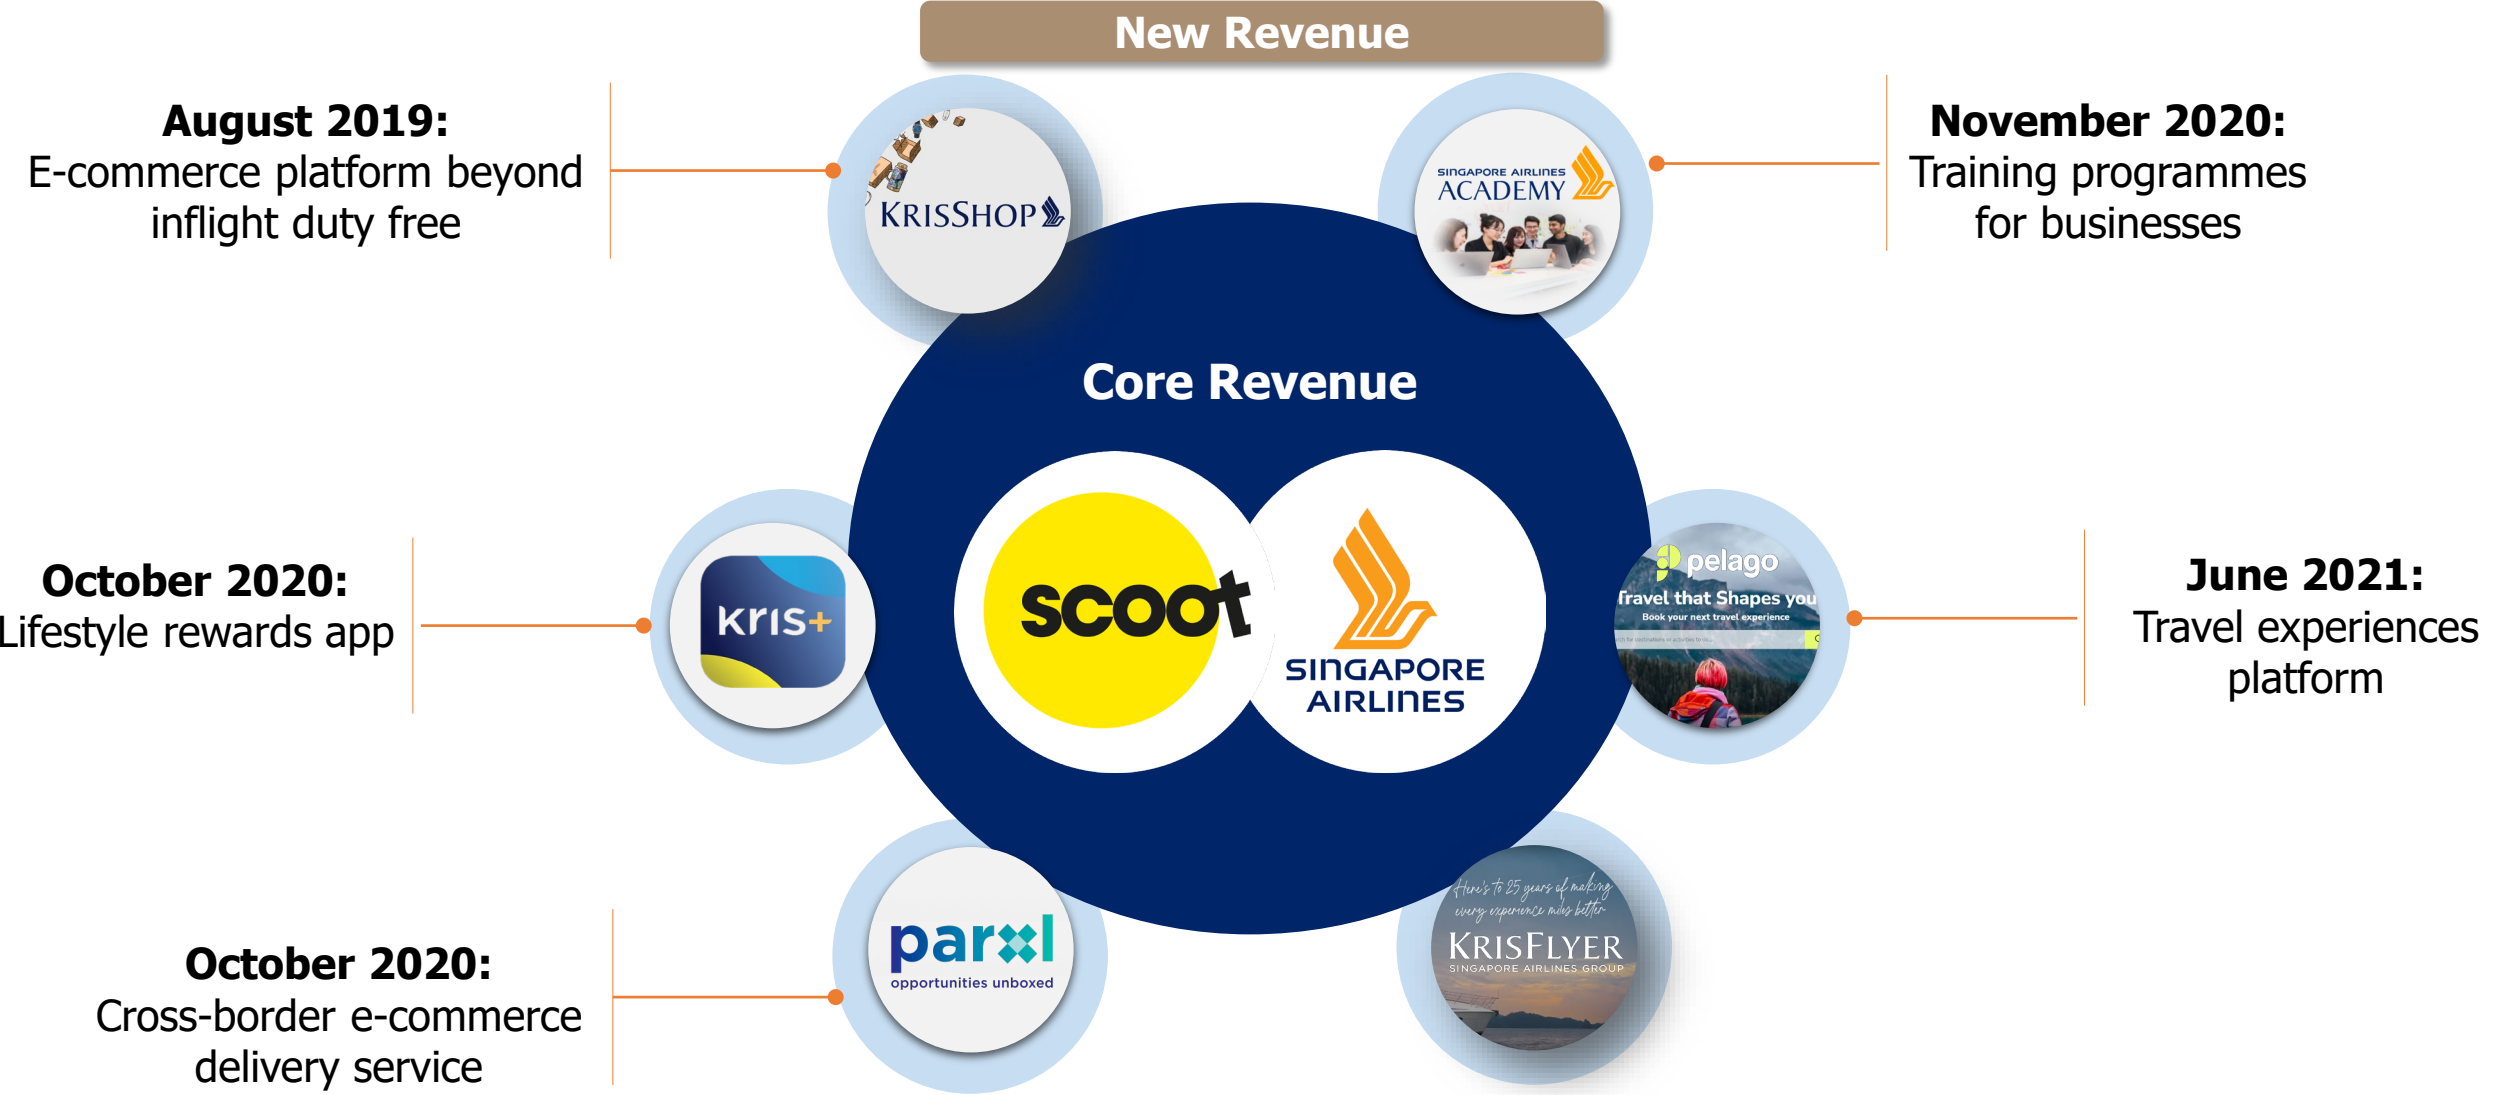 New Revenue
August 2019:
E-commerce platform beyond
inflight duty free
KRISSHOP
SINGAPORE AIRLINES
ACADEMY
November 2020:
Training programmes
for businesses
Core Revenue
October 2020:
Lifestyle rewards app
kris+
scoot
SINGAPORE
AIRLINES
pelago
Travel that Shapes you
Book your next travel experience
June 2021:
Travel experiences
platform
October 2020:
Cross-border e-commerce
delivery service
parxl
opportunities unboxed
Here's to 25 years of making
every experience miles better
KRISFLYER
SINGAPORE AIRLINES GROUP